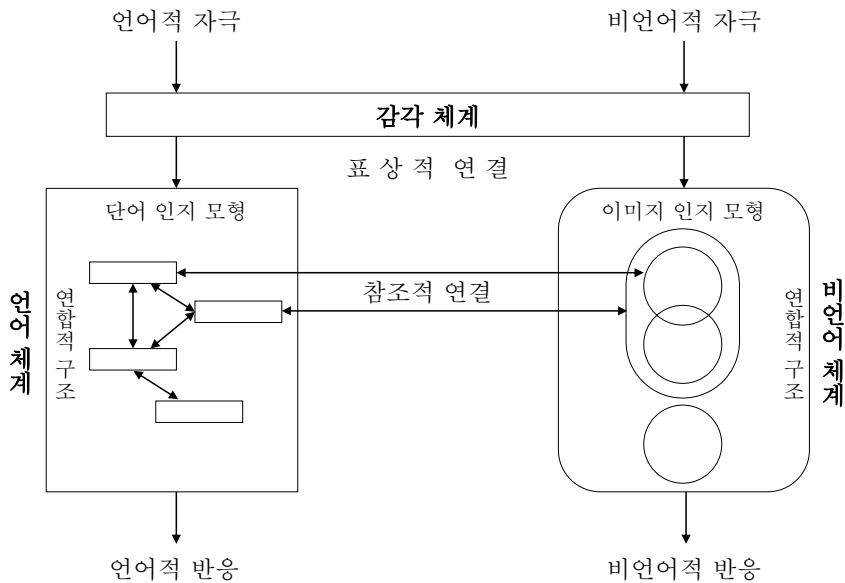 언어적 자극
비언어적 자극
감각 체계
표 상 적 연 결
단어 인지 모형
이미지 인지 모형
언어 체계
연합적 구조
참조적 연결
연합적 구조
비언어 체계
언어적 반응
비언어적 반응